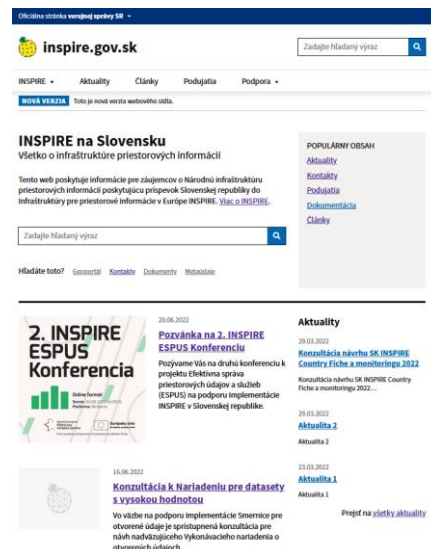 Oficiálna stránka verejnej správy SR
inspire.gov.sk
Zadajte hľadaný výraz
INSPIRE
Aktuality
Články
Podujatia
Podpora
NOVÁ VERZIA Toto je nová verzia webového sídla.
INSPIRE na Slovensku
Všetko o infraštruktúre priestorových informácií
Tento web poskytuje informácie pre záujemcov o Národnú infraštruktúru
priestorových informácií poskytujúcu príspevok Slovenskej republiky do
Infraštruktúry pre priestorové informácie v Európe INSPIRE. Viac o INSPIRE.
Zadajte hľadaný výraz
Hľadáte toto? Geoportál Kontakty Dokumenty Metaúdaje
POPULÁRNY OBSAH
Aktuality
Kontakty
Podujatia
Dokumentácia
Články
2. INSPIRE
ESPUS
Konferencia
Online formát
20.06.2022
Pozvánka na 2. INSPIRE
ESPUS Konferenciu
Pozývame Vás na druhú konferenciu k
projektu Efektívna správa
priestorových údajov a služieb
(ESPUS) na podporu implementácie
INSPIRE v Slovenskej republike.
16.06.2022
Konzultácia k Nariadeniu pre datasety
s vysokou hodnotou
Vo väzbe na podporu implementácie Smernice pre
otvorené údaje je sprístupnená konzultácia pre
návrh nadväzujúceho Vykonávacieho nariadenia o
otvorených údajoch
Aktuality
29.03.2022
Konzultácia návrhu SK INSPIRE
Country Fiche a monitoringu 2022
Konzultácia návrhu SK INSPIRE Country
Fiche a monitoringu 2022...
29.03.2022
Aktualita 2
Aktualita 2
23.03.2022
Aktualita 1
Aktualita 1
Prejsť na všetky aktuality